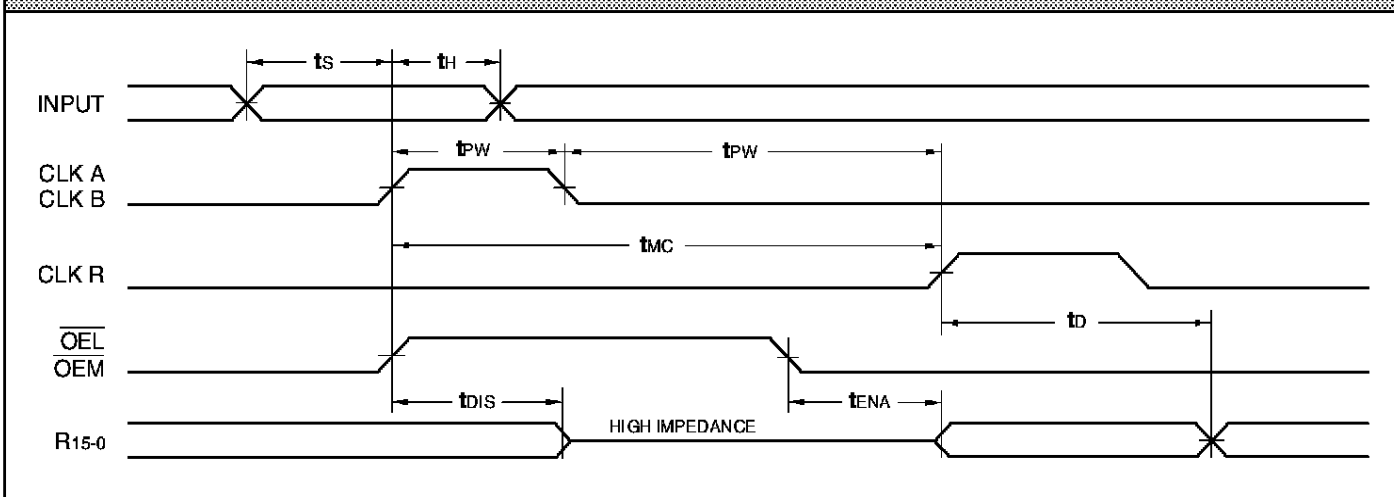 tS tH
INPUT
tPW tPW
CLK A
CLK B
tMC
CLK R
tD
OEL
OEM
tDIS tENA
HIGH IMPEDANCE
R15-0